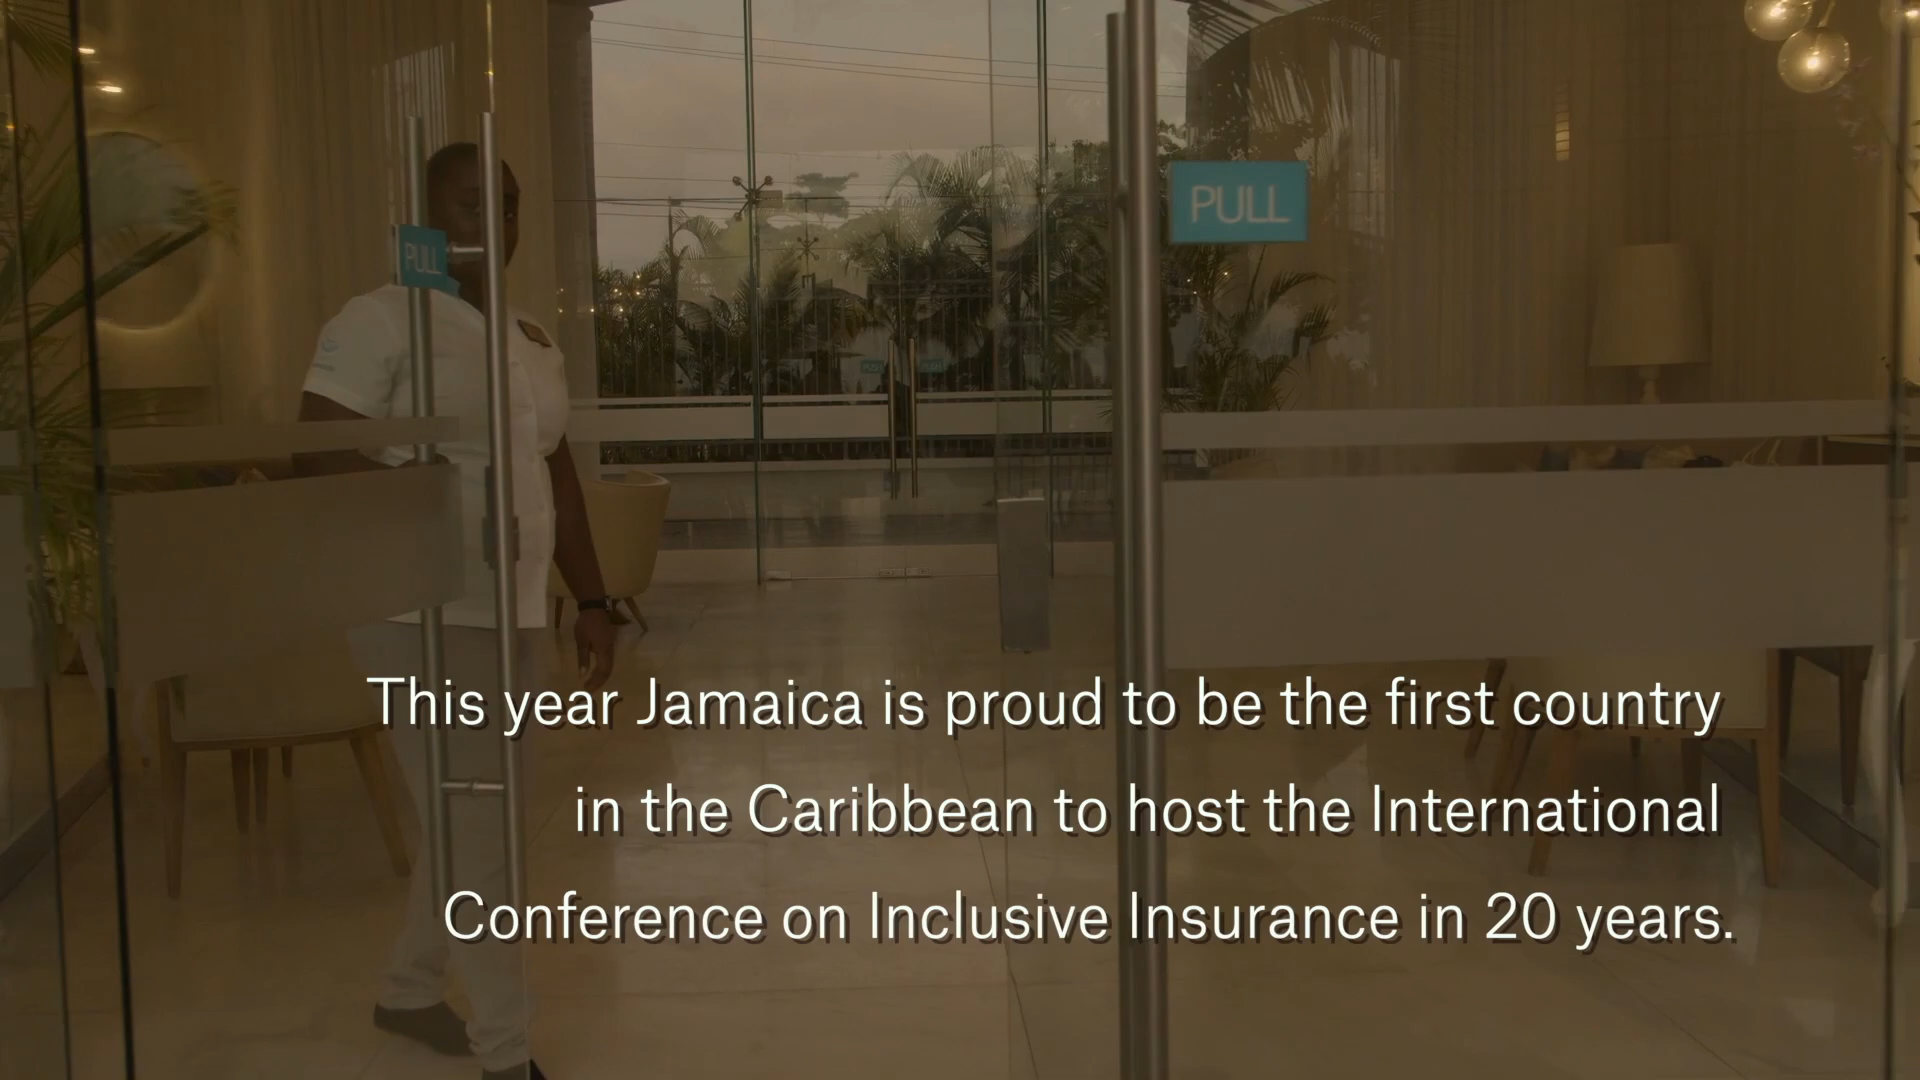 PULL
PULL
This year Jamaica is proud to be the first country
in the Caribbean to host the International
Conference on Inclusive Insurance in 20 years.